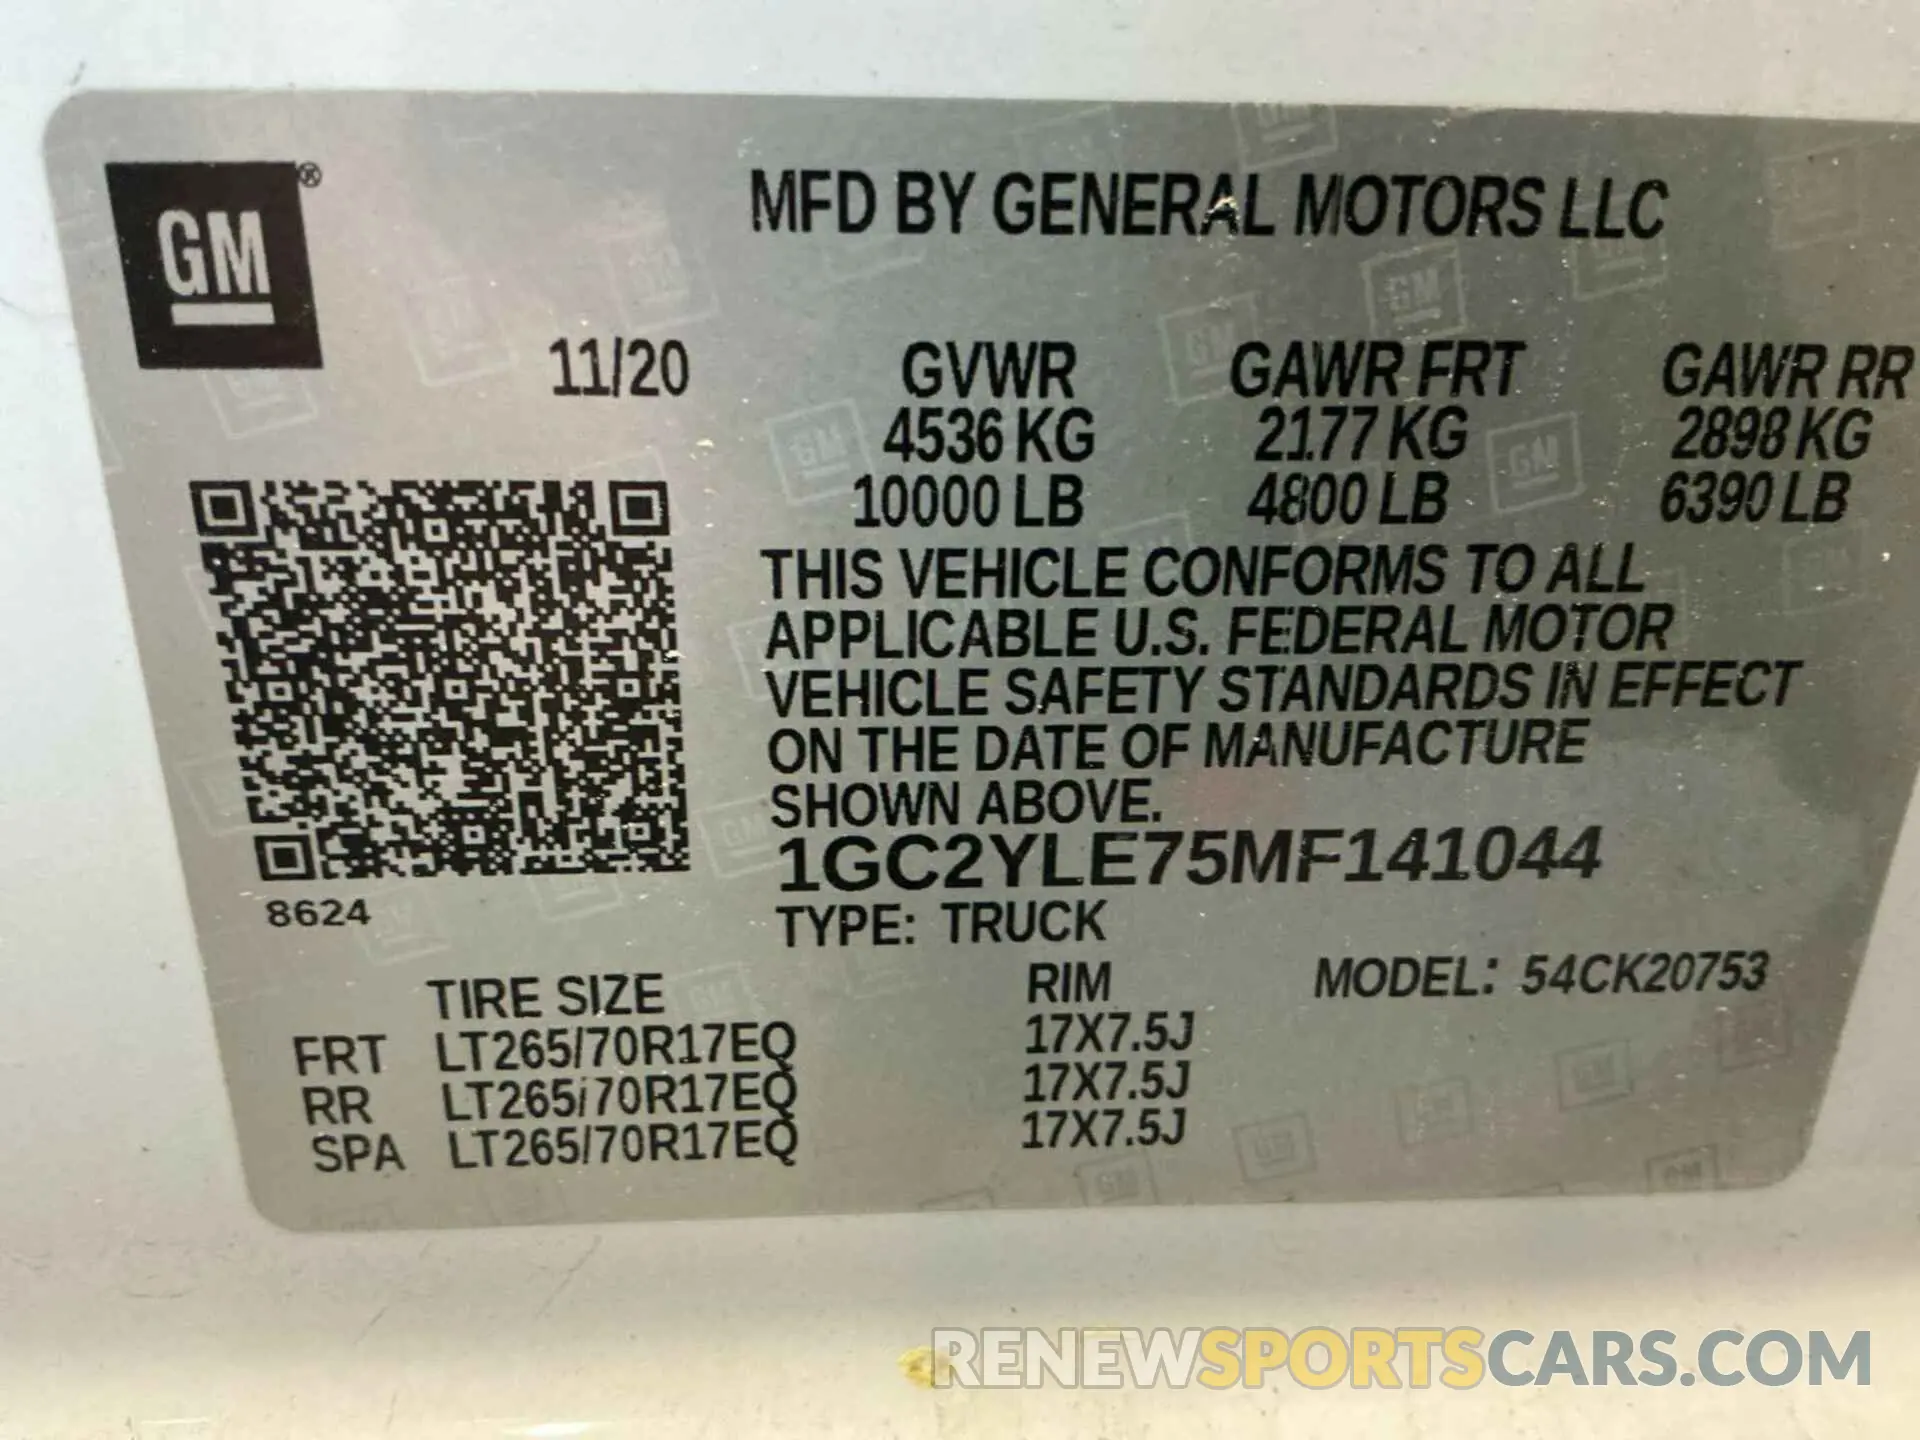 GM®
MFD BY GENERAL MOTORS LLC
11/20 GVWR GAWR FRT GAWR RR
4536 KG 2177 KG 2898 KG
10000 LB 4800 LB 6390 LB
THIS VEHICLE CONFORMS TO ALL
APPLICABLE U.S. FEDERAL MOTOR
VEHICLE SAFETY STANDARDS IN EFFECT
ON THE DATE OF MANUFACTURE
SHOWN ABOVE.
1GC2YLE75MF141044
8624
TYPE: TRUCK
TIRE SIZE RIM MODEL: 54CK20753
FRT LT265/70R17EQ 17X7.5J
RR LT265/70R17EQ 17X7.5J
SPA LT265/70R17EQ 17X7.5J
RENEWSPORTSCARS.COM